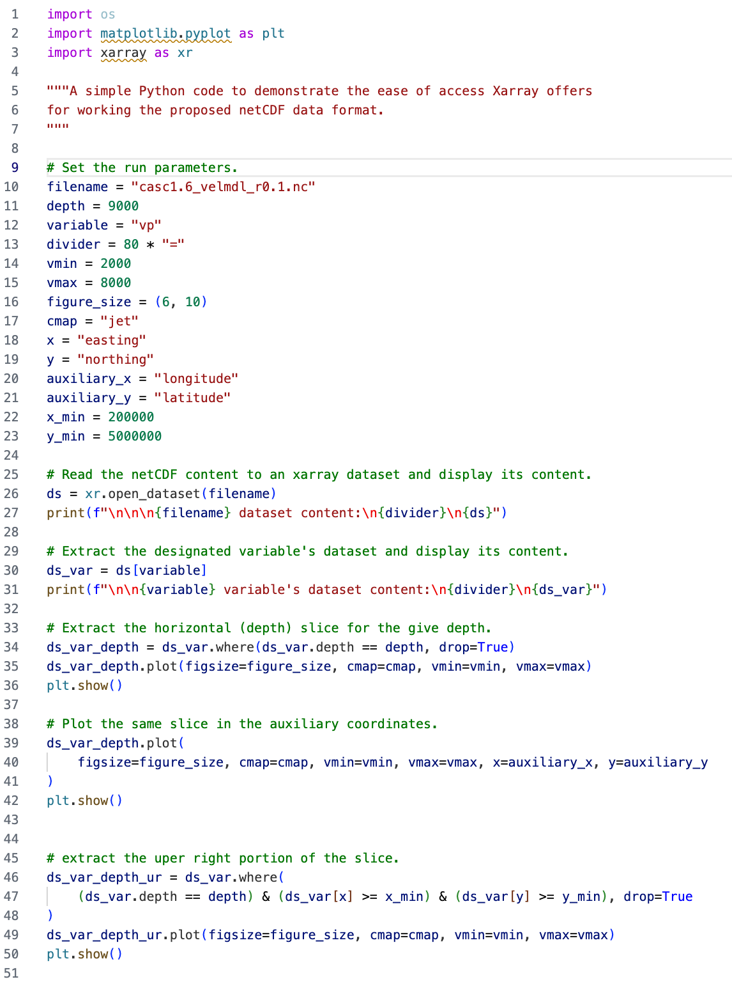 1 import os
2 import matplotlib.pyplot as plt
3 import xarray as xr
4
5 """A simple Python code to demonstrate the ease of access Xarray offers
6 for working the proposed netCDF data format.
7 """
8
9 # Set the run parameters.
10 filename = "casc1.6_velmdl_r0.1.nc"
11 depth = 9000
12 variable = "vp"
13 divider = 80 * "="
14 vmin = 2000
15 vmax = 8000
16 figure_size = (6, 10)
17 cmap = "jet"
18 x = "easting"
19 y = "northing"
20 auxiliary_x = "longitude"
21 auxiliary_y = "latitude"
22 x_min = 200000
23 y_min = 5000000
24
25 # Read the netCDF content to an xarray dataset and display its content.
26 ds = xr.open_dataset(filename)
27 print(f"\n\n\n{filename} dataset content:\n{divider}\n{ds}")
28
29 # Extract the designated variable's dataset and display its content.
30 ds_var = ds[variable]
31 print(f"\n\n{variable} variable's dataset content:\n{divider}\n{ds_var}")
32
33 # Extract the horizontal (depth) slice for the give depth.
34 ds_var_depth = ds_var.where(ds_var.depth == depth, drop=True)
35 ds_var_depth.plot(figsize=figure_size, cmap=cmap, vmin=vmin, vmax=vmax)
36 plt.show()
37
38 # Plot the same slice in the auxiliary coordinates.
39 ds_var_depth.plot(
40     figsize=figure_size, cmap=cmap, vmin=vmin, vmax=vmax, x=auxiliary_x, y=auxiliary_y
41 )
42 plt.show()
43
44
45 # extract the uper right portion of the slice.
46 ds_var_depth_ur = ds_var.where(
47     (ds_var.depth == depth) & (ds_var[x] >= x_min) & (ds_var[y] >= y_min), drop=True
48 )
49 ds_var_depth_ur.plot(figsize=figure_size, cmap=cmap, vmin=vmin, vmax=vmax)
50 plt.show()
51